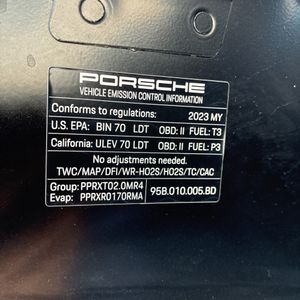 PORSCHE
VEHICLE EMISSION CONTROL INFORMATION
Conforms to regulations: 2023 MY
U.S. EPA: BIN 70 LDT OBD: II FUEL: T3
California: ULEV 70 LDT OBD: II FUEL: P3
No adjustments needed.
TWC/MAP/DFI/WR-HO2S/HO2S/TC/CAC
Group: PPRXT02.0MR4
Evap: PPRXR0170RMA 95B.010.005.BD